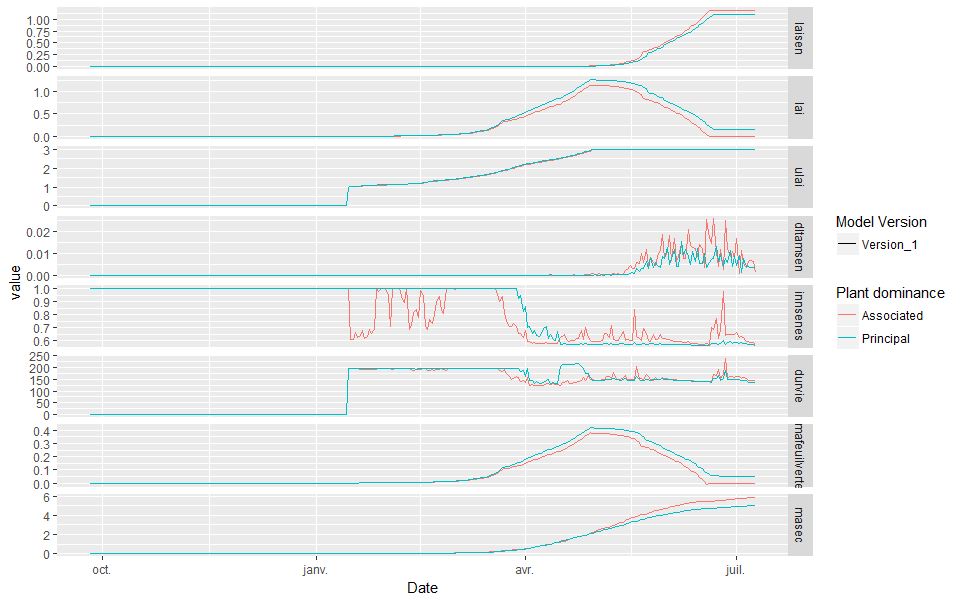 1.00
0.75
0.50
0.25
0.00
laisen
1.0
0.5
0.0
lai
3
2
1
0
ulai
0.02
0.01
0.00
dltamsen
1.0
0.9
0.8
0.7
0.6
innsenes
250
200
150
100
50
0
durvie
0.4
0.3
0.2
0.1
0.0
mafeuilverte
6
4
2
0
masec
value
oct.
janv.
avr.
juil.
Date
Model Version
Version_1
Plant dominance
Associated
Principal